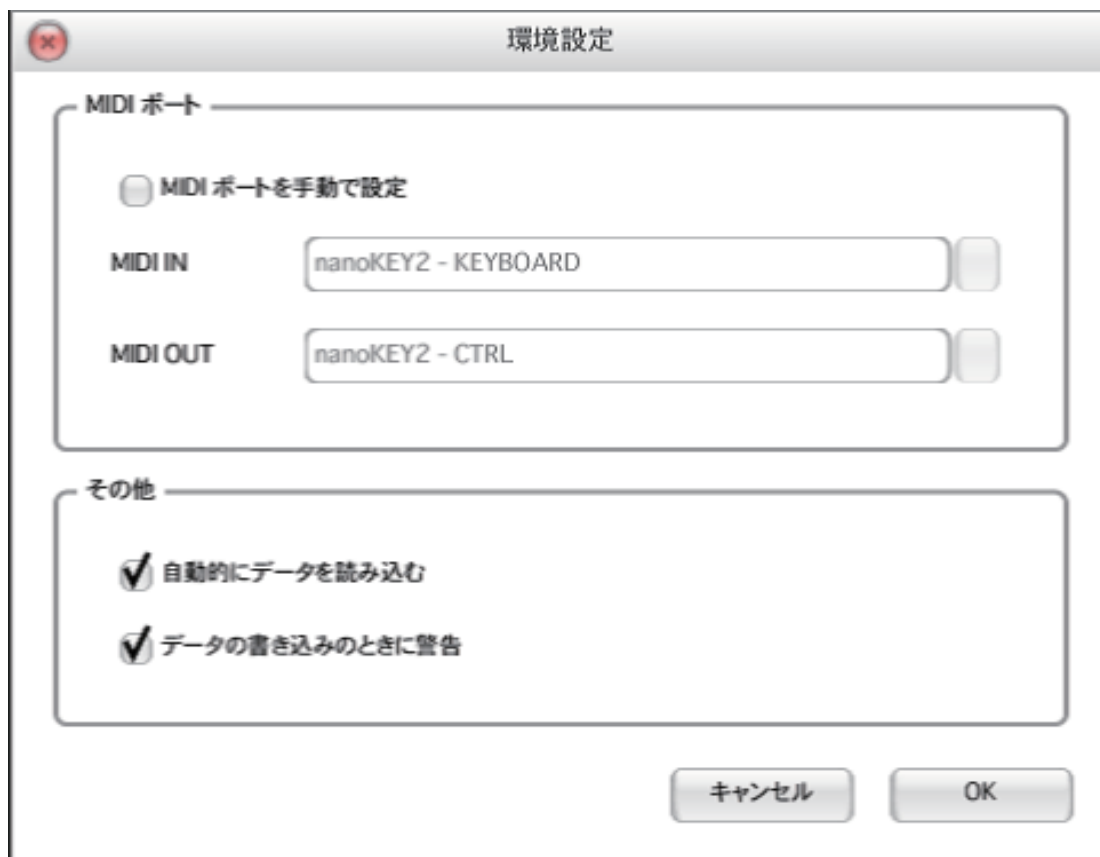 環境設定
MIDI ポート
MIDI ポートを手動で設定
MIDI IN
nanoKEY2 - KEYBOARD
MIDI OUT
nanoKEY2 - CTRL
その他
自動的にデータを読み込む
データの書き込みのときに警告
キャンセル
OK